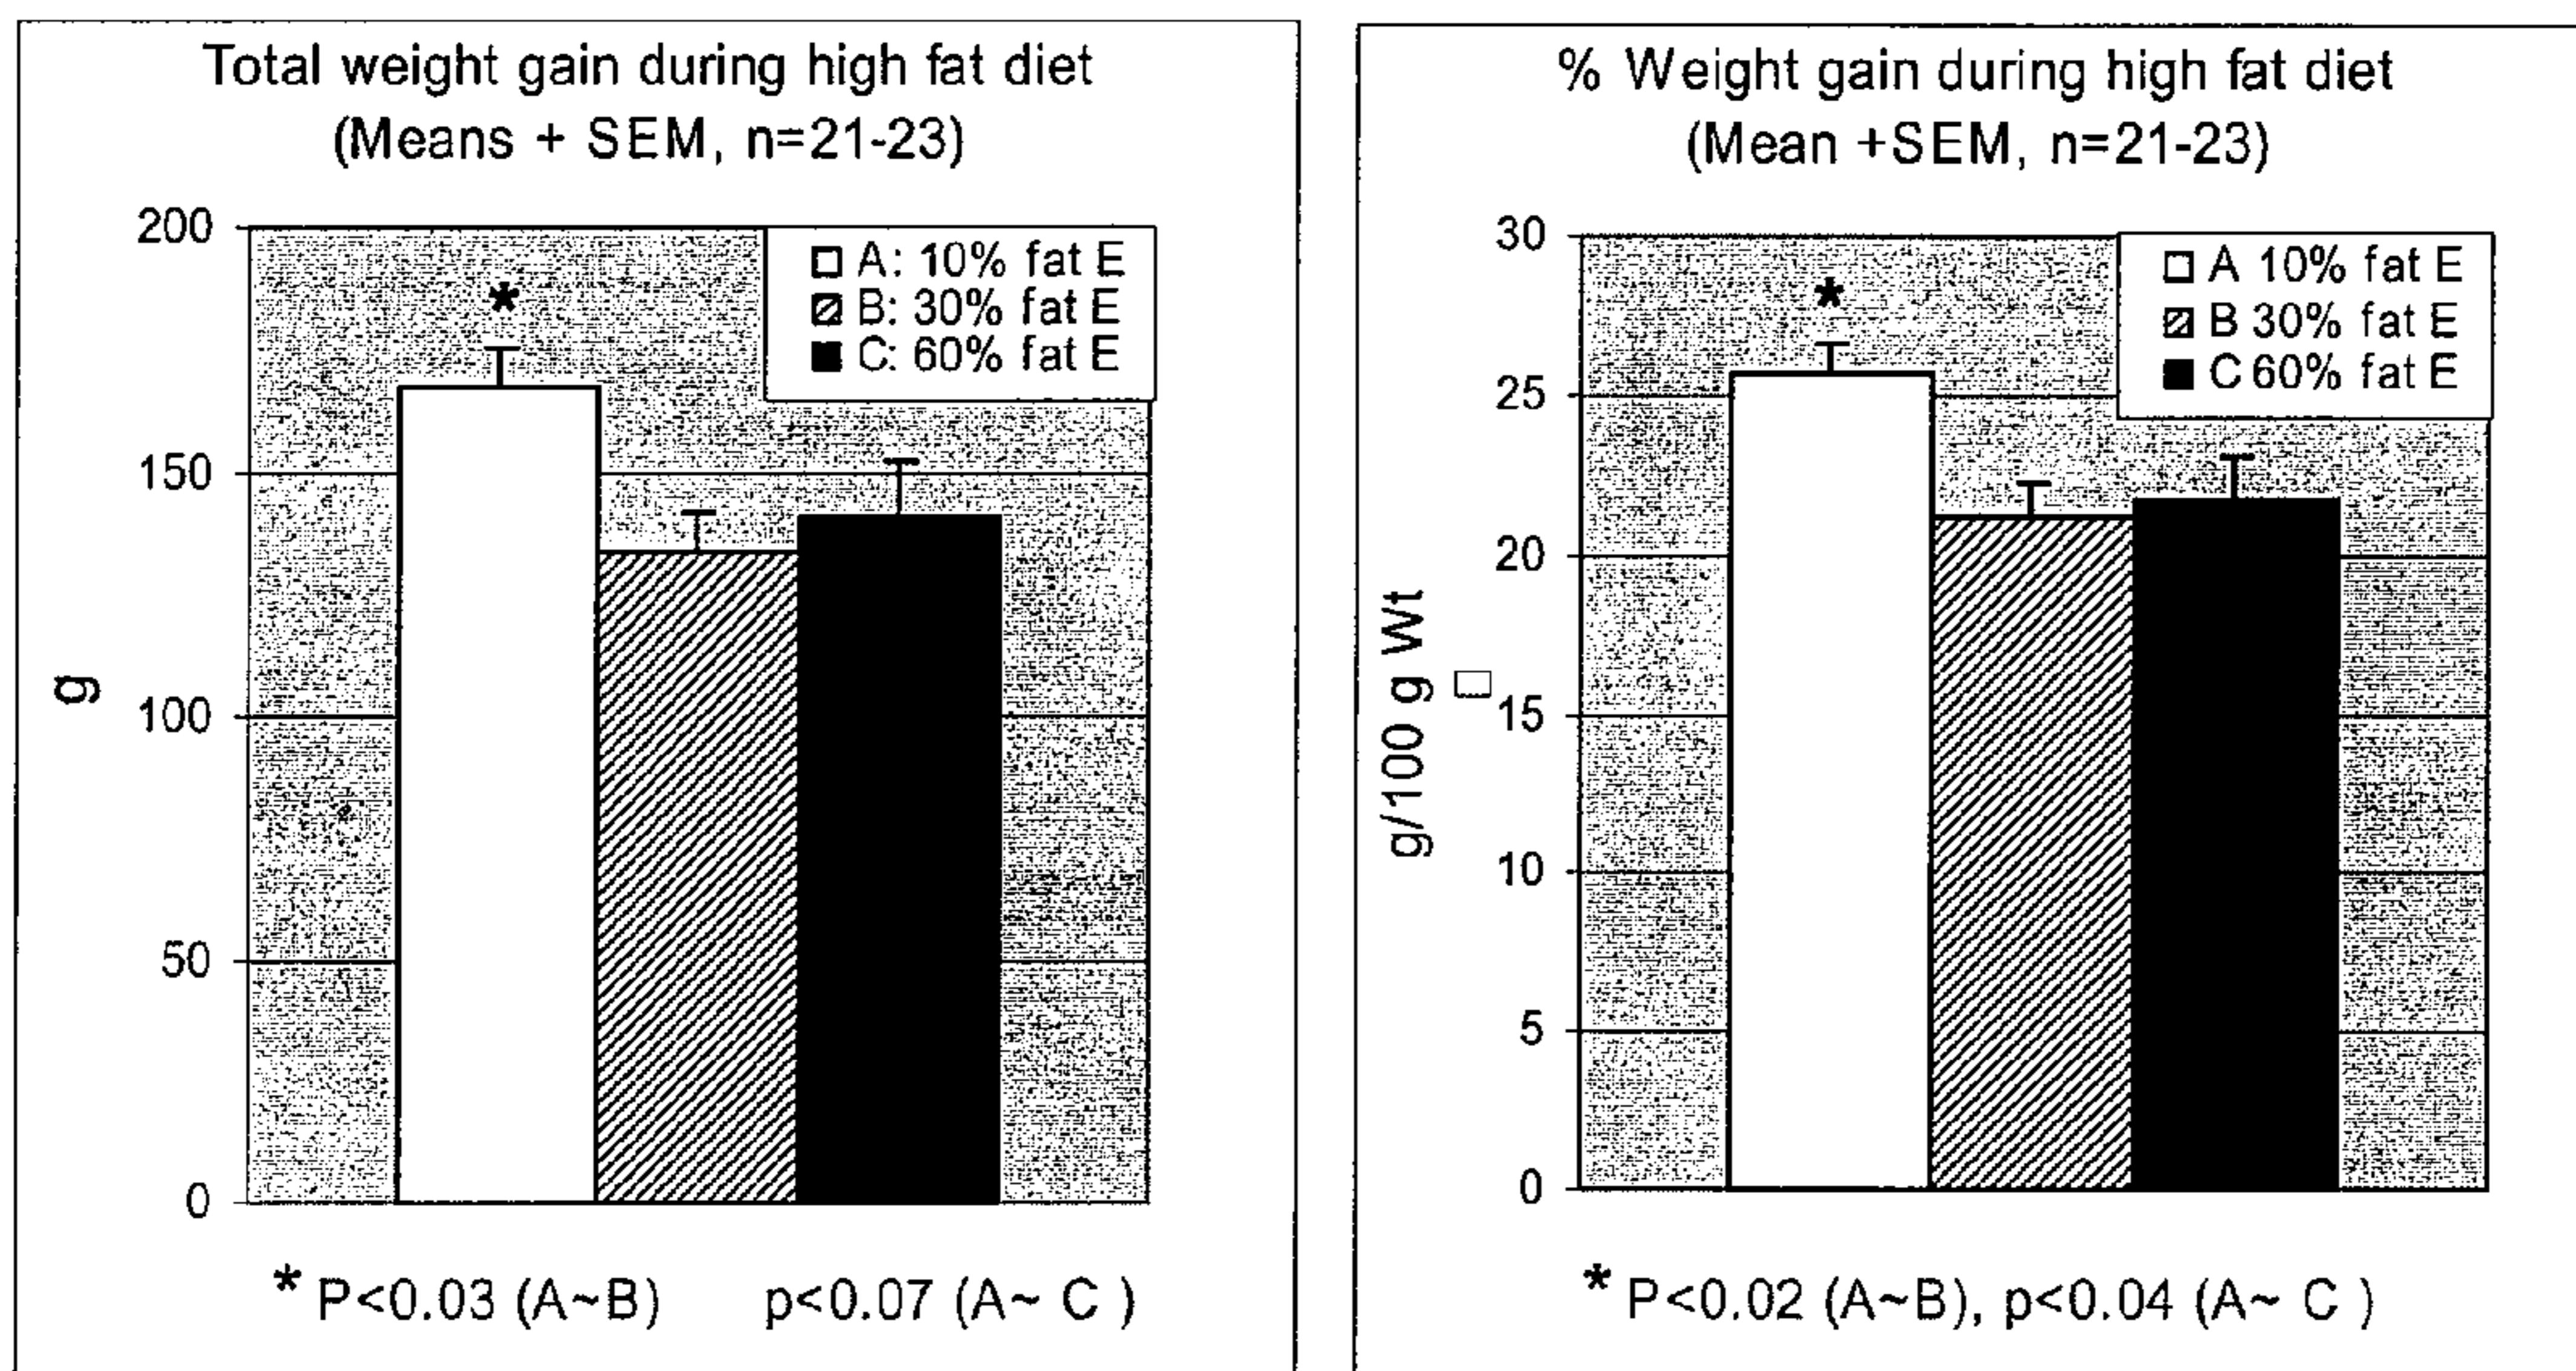 Total weight gain during high fat diet
(Means + SEM, n=21-23)
200
150
100
50
0
g
A: 10% fat E
B: 30% fat E
C: 60% fat E
*
* P<0.03 (A~B) p<0.07 (A~ C )
% Weight gain during high fat diet
(Mean +SEM, n=21-23)
30
25
20
15
10
5
0
g/100 g Wt
A 10% fat E
B 30% fat E
C 60% fat E
*
* P<0.02 (A~B), p<0.04 (A~ C )